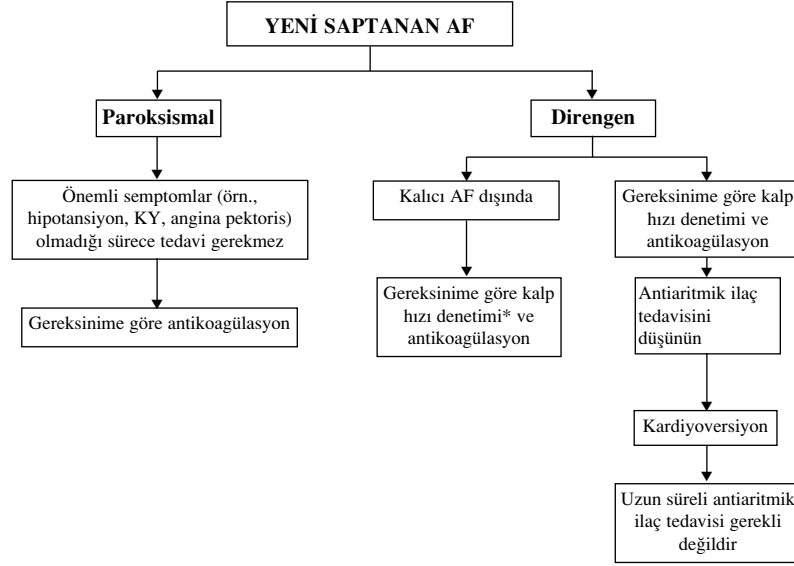 YENİ SAPTANAN AF
Paroksismal
Direngen
Önemli semptomlar (örn.,
hipotansiyon, KY, angina pektoris)
olmadığı sürece tedavi gerekmez
Kalıcı AF dışında
Gereksinime göre kalp
hızı denetimi ve
antikoagülasyon
Gereksinime göre antikoagülasyon
Gereksinime göre kalp
hızı denetimi* ve
antikoagülasyon
Antiaritmik ilaç
tedavisini
düşünün
Kardiyoversiyon
Uzun süreli antiaritmik
ilaç tedavisi gerekli
değildir